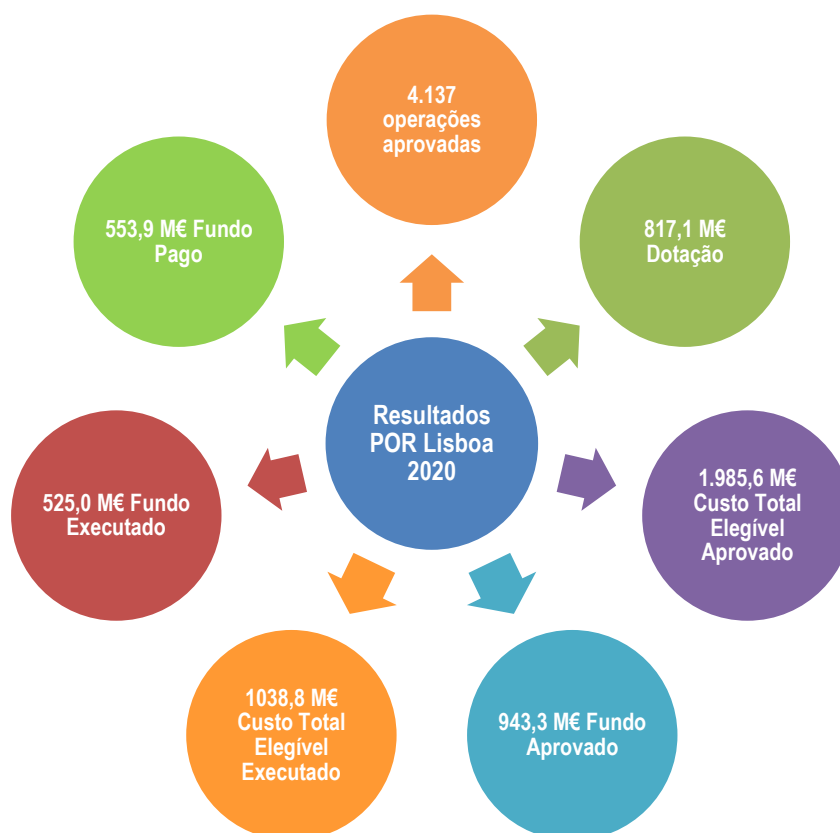 4.137
operações
aprovadas
553,9 M€ Fundo
Pago
817,1 M€
Dotação
Resultados
POR Lisboa
2020
525,0 M€ Fundo
Executado
1.985,6 M€
Custo Total
Elegível
Aprovado
1038,8 M€
Custo Total
Elegível
Executado
943,3 M€ Fundo
Aprovado